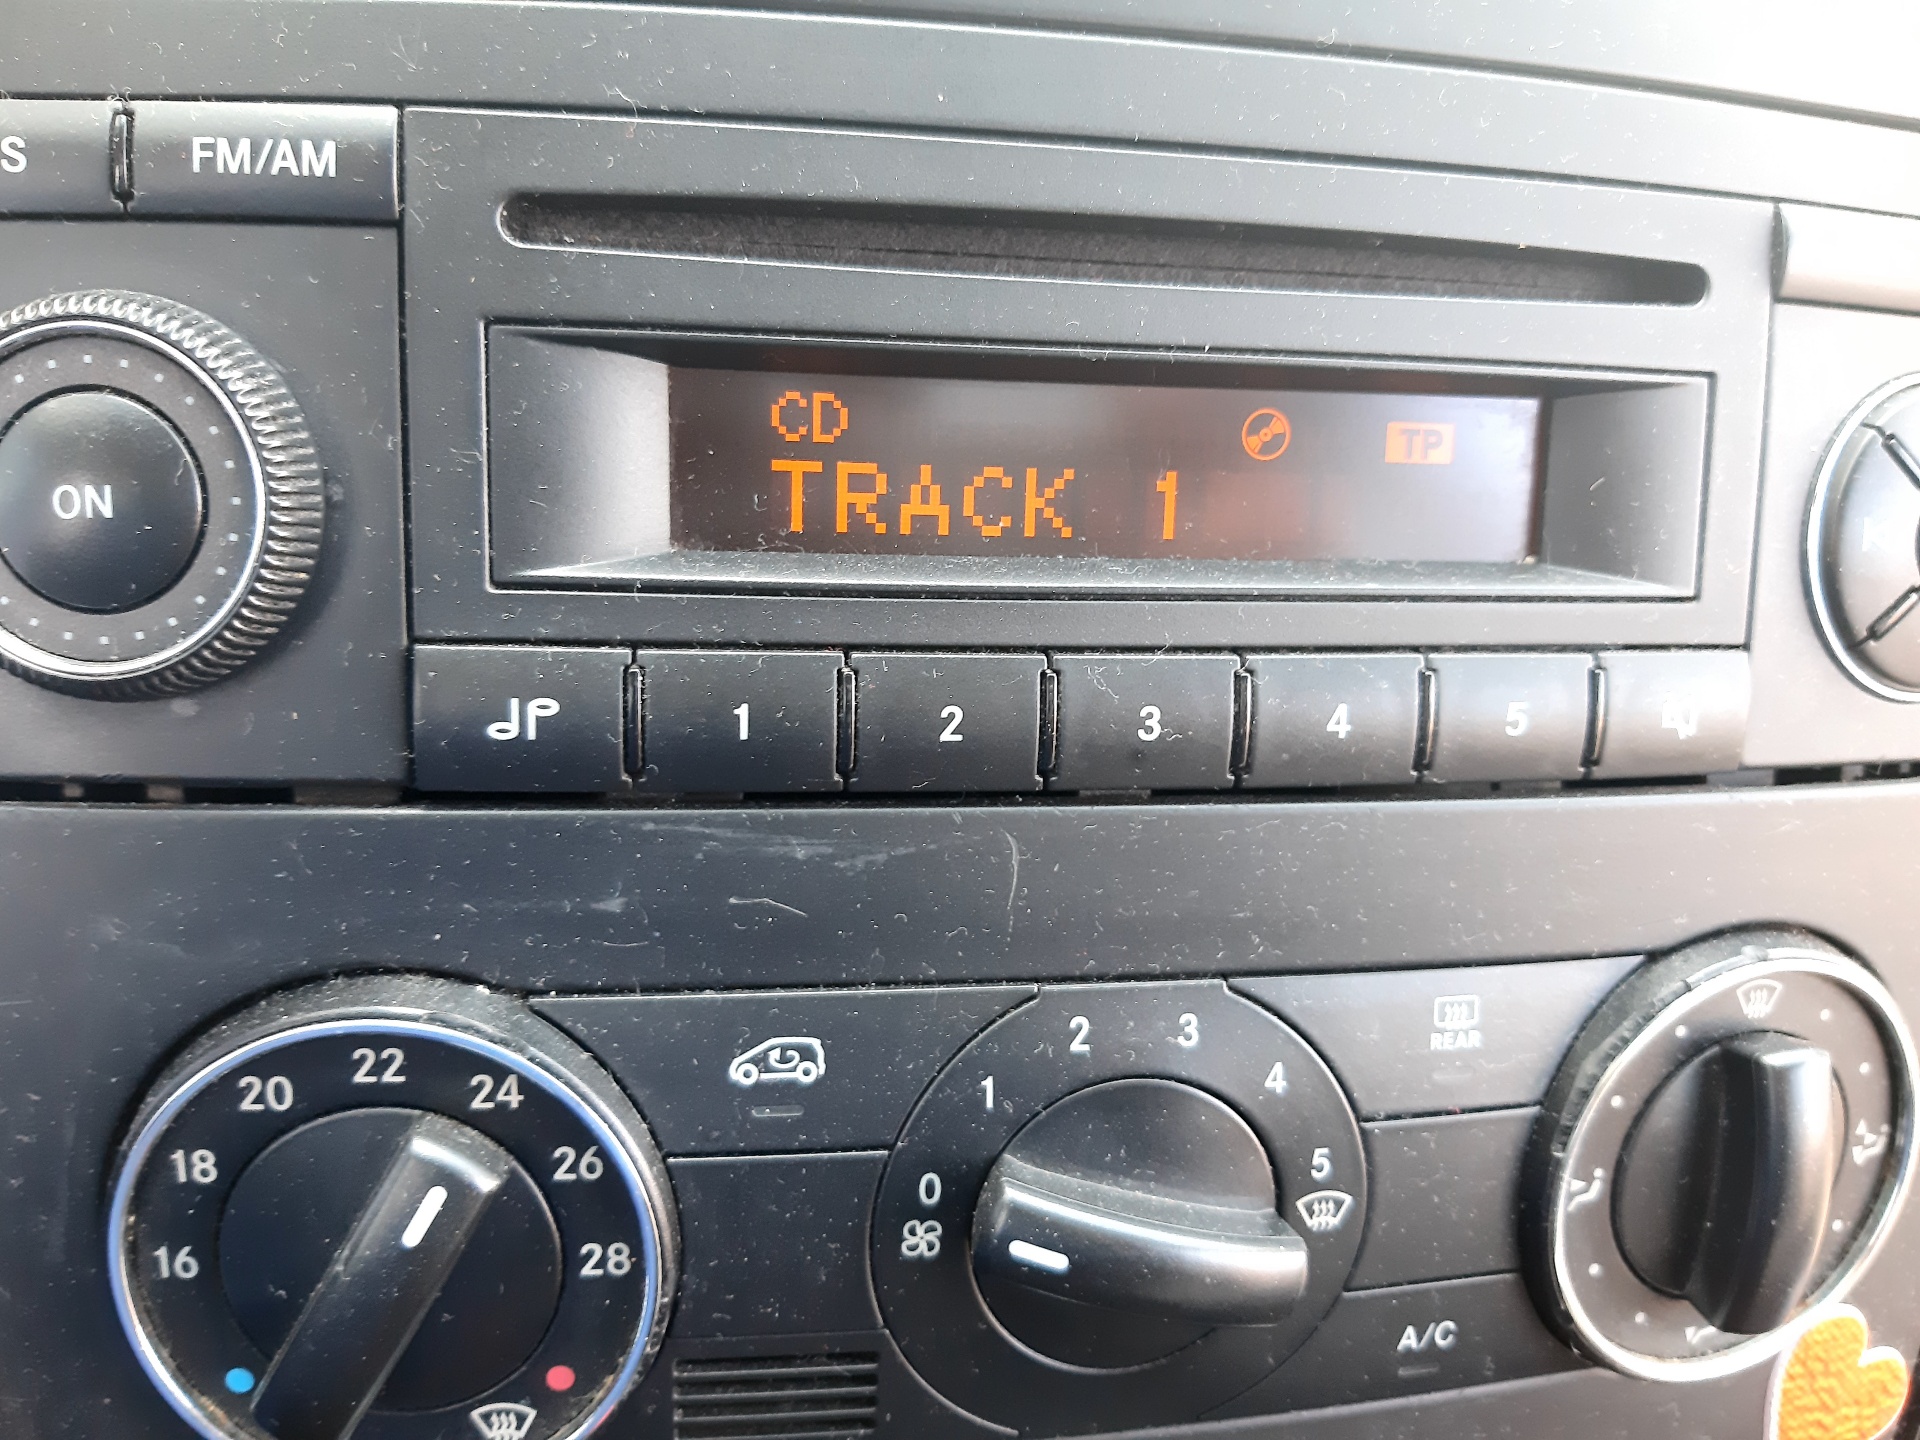 S FM/AM
CD TP
TRACK 1
ON
1 2 3 4 5
20 22 24
18 26
16 28
1 2 3 4
0 5
REAR
A/C